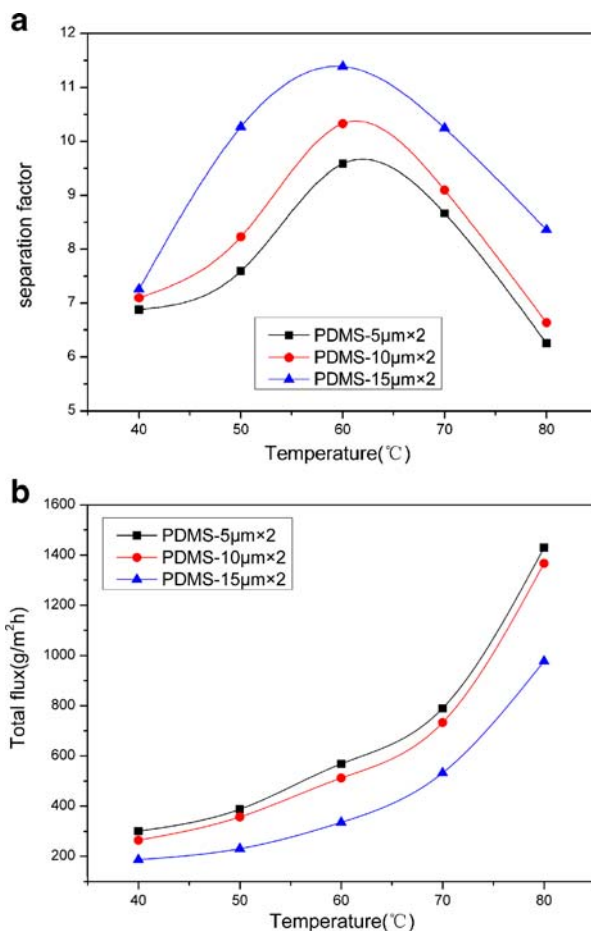 a
12
11
10
9
8
7
6
5
separation factor
PDMS-5μm×2
PDMS-10μm×2
PDMS-15μm×2
40 50 60 70 80
Temperature(℃)
b
1600
1400
1200
1000
800
600
400
200
Total flux(g/m²h)
PDMS-5μm×2
PDMS-10μm×2
PDMS-15μm×2
40 50 60 70 80
Temperature(℃)